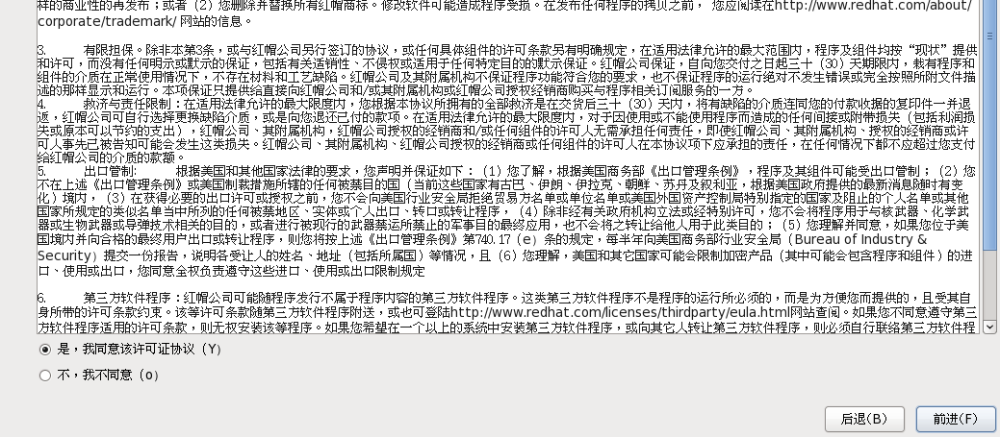 样的商业性的再发布；或者（2）您删除并替换所有红帽商标。修改软件可能造成程序受损。在发布任何程序的拷贝之前， 您应阅读在http://www.redhat.com/about/
corporate/trademark/ 网站的信息。
3. 有限担保。除非本第3条，或与红帽公司另行签订的协议，或任何具体组件的许可条款另有明确规定，在适用法律允许的最大范围内，程序及组件均按“现状”提供
和许可，而没有任何明示或默示的保证，包括有关适销性、不侵权或适用于任何特定目的的默示保证。红帽公司保证，自向您交付之日起三十（30）天期限内，载有程序和
组件的介质在正常使用情况下，不存在材料和工艺缺陷。红帽公司及其附属机构不保证程序功能符合您的要求，也不保证程序的运行绝对不发生错误或完全按照所附文件描
述的那样显示和运行。本项保证只提供给直接向红帽公司和/或其附属机构或红帽公司授权经销商购买与程序相关订阅服务的一方。
4. 救济与责任限制：在适用法律允许的最大限度内，您根据本协议所拥有的全部救济是在交货后三十（30）天内，将有缺陷的介质连同您的付款收据的复印件一并退
返，红帽公司可自行选择更换缺陷介质，或是向您退还已付的款项。在适用法律允许的最大限度内，对于因使用或不能使用程序而造成的任何间接或附带损失（包括利润损
失或原本可以节约的支出），红帽公司、其附属机构，红帽公司授权的经销商和/或任何组件的许可人无需承担任何责任，即使红帽公司、其附属机构、授权的经销商或许
可人事先已被告知可能会发生这类损失。红帽公司、其附属机构、红帽公司授权的经销商或任何组件的许可人在本协议项下应承担的责任，在任何情况下都不应超过您支付
给红帽公司的介质的款额。
5. 出口管制： 根据美国和其他国家法律的要求，您声明并保证如下：（1）您了解，根据美国商务部《出口管理条例》，程序及其组件可能受出口管制；（2）您
不在上述《出口管理条例》或美国制裁措施所辖的任何被禁目的国（当前这些国家有古巴、伊朗、伊拉克、朝鲜、苏丹及叙利亚，根据美国政府提供的最新消息随时有变
化）境内，（3）在获得必要的出口许可或授权之前，您不会向美国行业安全局拒绝贸易方名单或单位名单或美国外国资产控制局特别指定的国家及阻止的个人名单或其他
国家所规定的类似名单当中所列的任何被禁地区、实体或个人出口、转口或转让程序，（4）除非经有关政府机构立法或经特别许可，您不会将程序用于与核武器、化学武
器或生物武器或导弹技术相关的目的，或者进行被现行的武器禁运所禁止的军事目的最终应用，也不会将之转让给他人用于此类目的；（5）您理解并同意，如果您位于美
国境内并向合格的最终用户出口或转让程序，则您将按上述《出口管理条例》第740.17（e）条的规定，每半年向美国商务部行业安全局（Bureau of Industry &
Security）提交一份报告，说明各受让人的姓名、地址（包括所属国）等情况，且（6）您理解，美国和其它国家可能会限制加密产品（其中可能会包含程序和组件）的进
口、使用或出口，您同意全权负责遵守这些进口、使用或出口限制规定
6. 第三方软件程序：红帽公司可能随程序发行不属于程序内容的第三方软件程序。这类第三方软件程序不是程序的运行所必须的，而是为方便您而提供的，且受其自
身所带的许可条款约束。该等许可条款随第三方软件程序附送，或也可登陆http://www.redhat.com/licenses/thirdparty/eula.html网站查阅。如果您不同意遵守第三
方软件程序适用的许可条款，则无权安装该等程序。如果您希望在一个以上的系统中安装第三方软件程序，或向其它人转让第三方软件程序，则必须自行联络第三方软件程
是，我同意该许可证协议（Y）
不，我不同意（o）
后退(B)
前进(F)